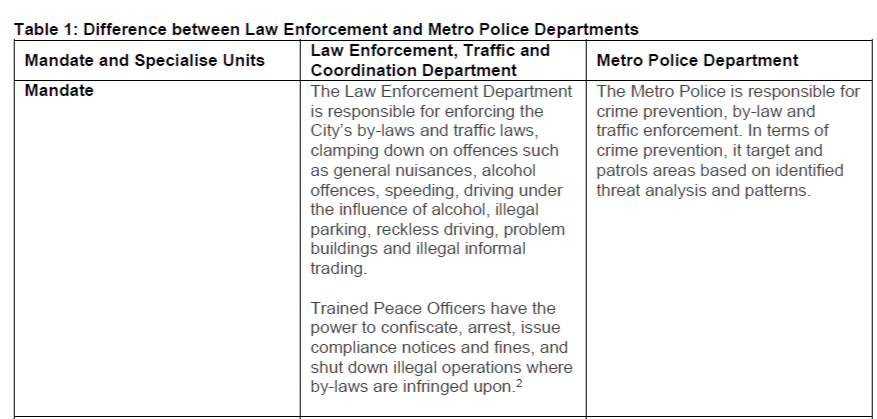 Table 1: Difference between Law Enforcement and Metro Police Departments
Mandate and Specialise Units
Law Enforcement, Traffic and
Coordination Department
Metro Police Department
Mandate
The Law Enforcement Department
is responsible for enforcing the
City's by-laws and traffic laws,
clamping down on offences such
as general nuisances, alcohol
offences, speeding, driving under
the influence of alcohol, illegal
parking, reckless driving, problem
buildings and illegal informal
trading.
Trained Peace Officers have the
power to confiscate, arrest, issue
compliance notices and fines, and
shut down illegal operations where
by-laws are infringed upon.2
The Metro Police is responsible for
crime prevention, by-law and
traffic enforcement. In terms of
crime prevention, it target and
patrols areas based on identified
threat analysis and patterns.